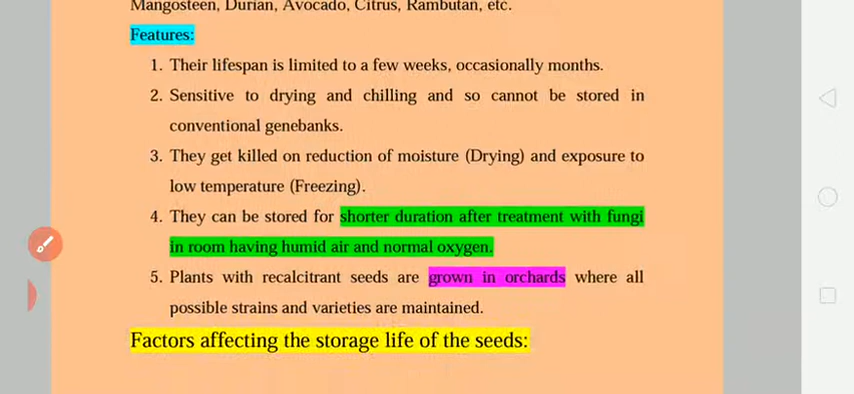 Mangosteen, Durian, Avocado, Citrus, Rambutan, etc.
Features:
1. Their lifespan is limited to a few weeks, occasionally months.
2. Sensitive to drying and chilling and so cannot be stored in
conventional genebanks.
3. They get killed on reduction of moisture (Drying) and exposure to
low temperature (Freezing).
4. They can be stored for shorter duration after treatment with fungi
in room having humid air and normal oxygen.
5. Plants with recalcitrant seeds are grown in orchards where all
possible strains and varieties are maintained.
Factors affecting the storage life of the seeds: